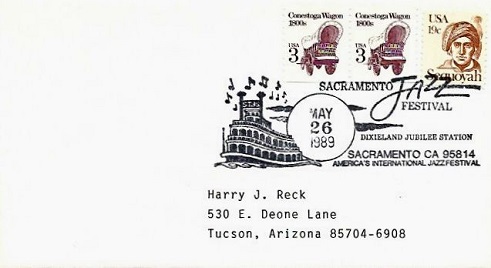 Conestoga Wagon
1800s
USA
3
Conestoga Wagon
1800s
USA
3
USA
19c
Sequoyah
SACRAMENTO
JAZZ
FESTIVAL
MAY
26
1989
DIXIELAND JUBILEE STATION
SACRAMENTO CA 95814
AMERICA'S INTERNATIONAL JAZZ FESTIVAL
Harry J. Reck
530 E. Deone Lane
Tucson, Arizona 85704-6908